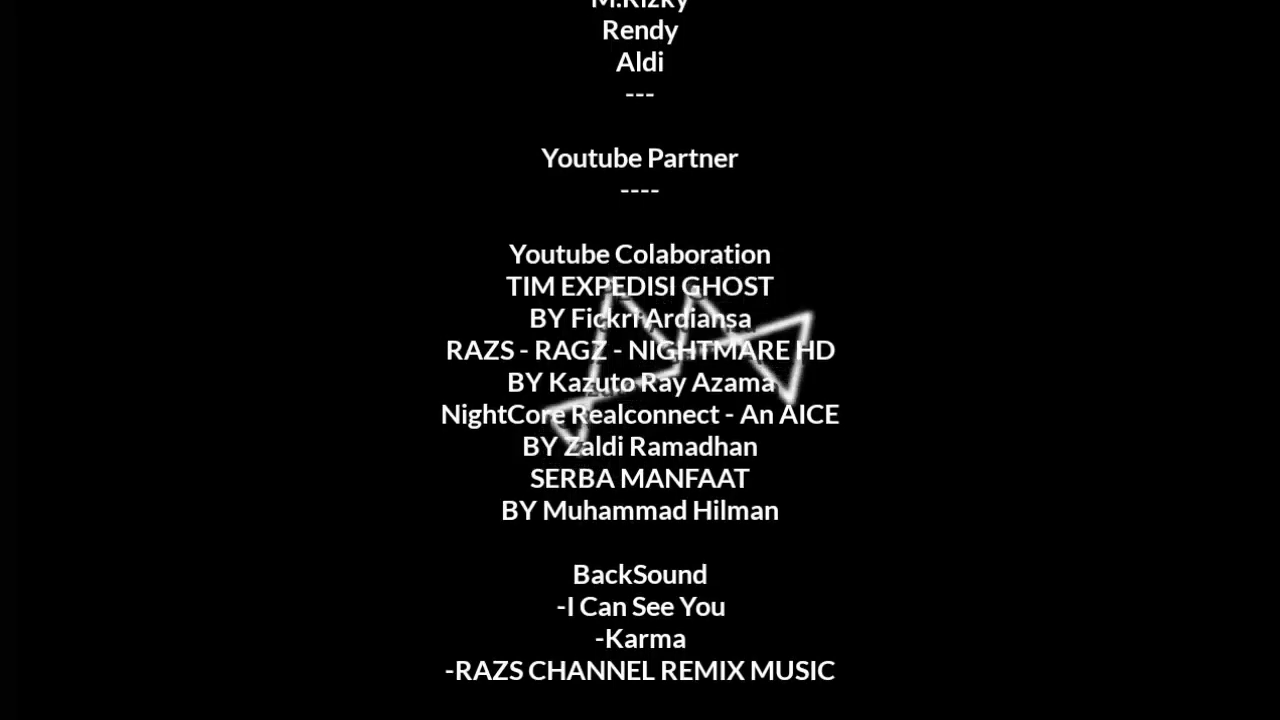 M.Rizky
Rendy
Aldi
---
Youtube Partner
----
Youtube Colaboration
TIM EXPEDISI GHOST
BY Fickri Ardiansa
RAZS - RAGZ - NIGHTMARE HD
BY Kazuto Ray Azama
NightCore Realconnect - An AICE
BY Zaldi Ramadhan
SERBA MANFAAT
BY Muhammad Hilman
BackSound
-I Can See You
-Karma
-RAZS CHANNEL REMIX MUSIC